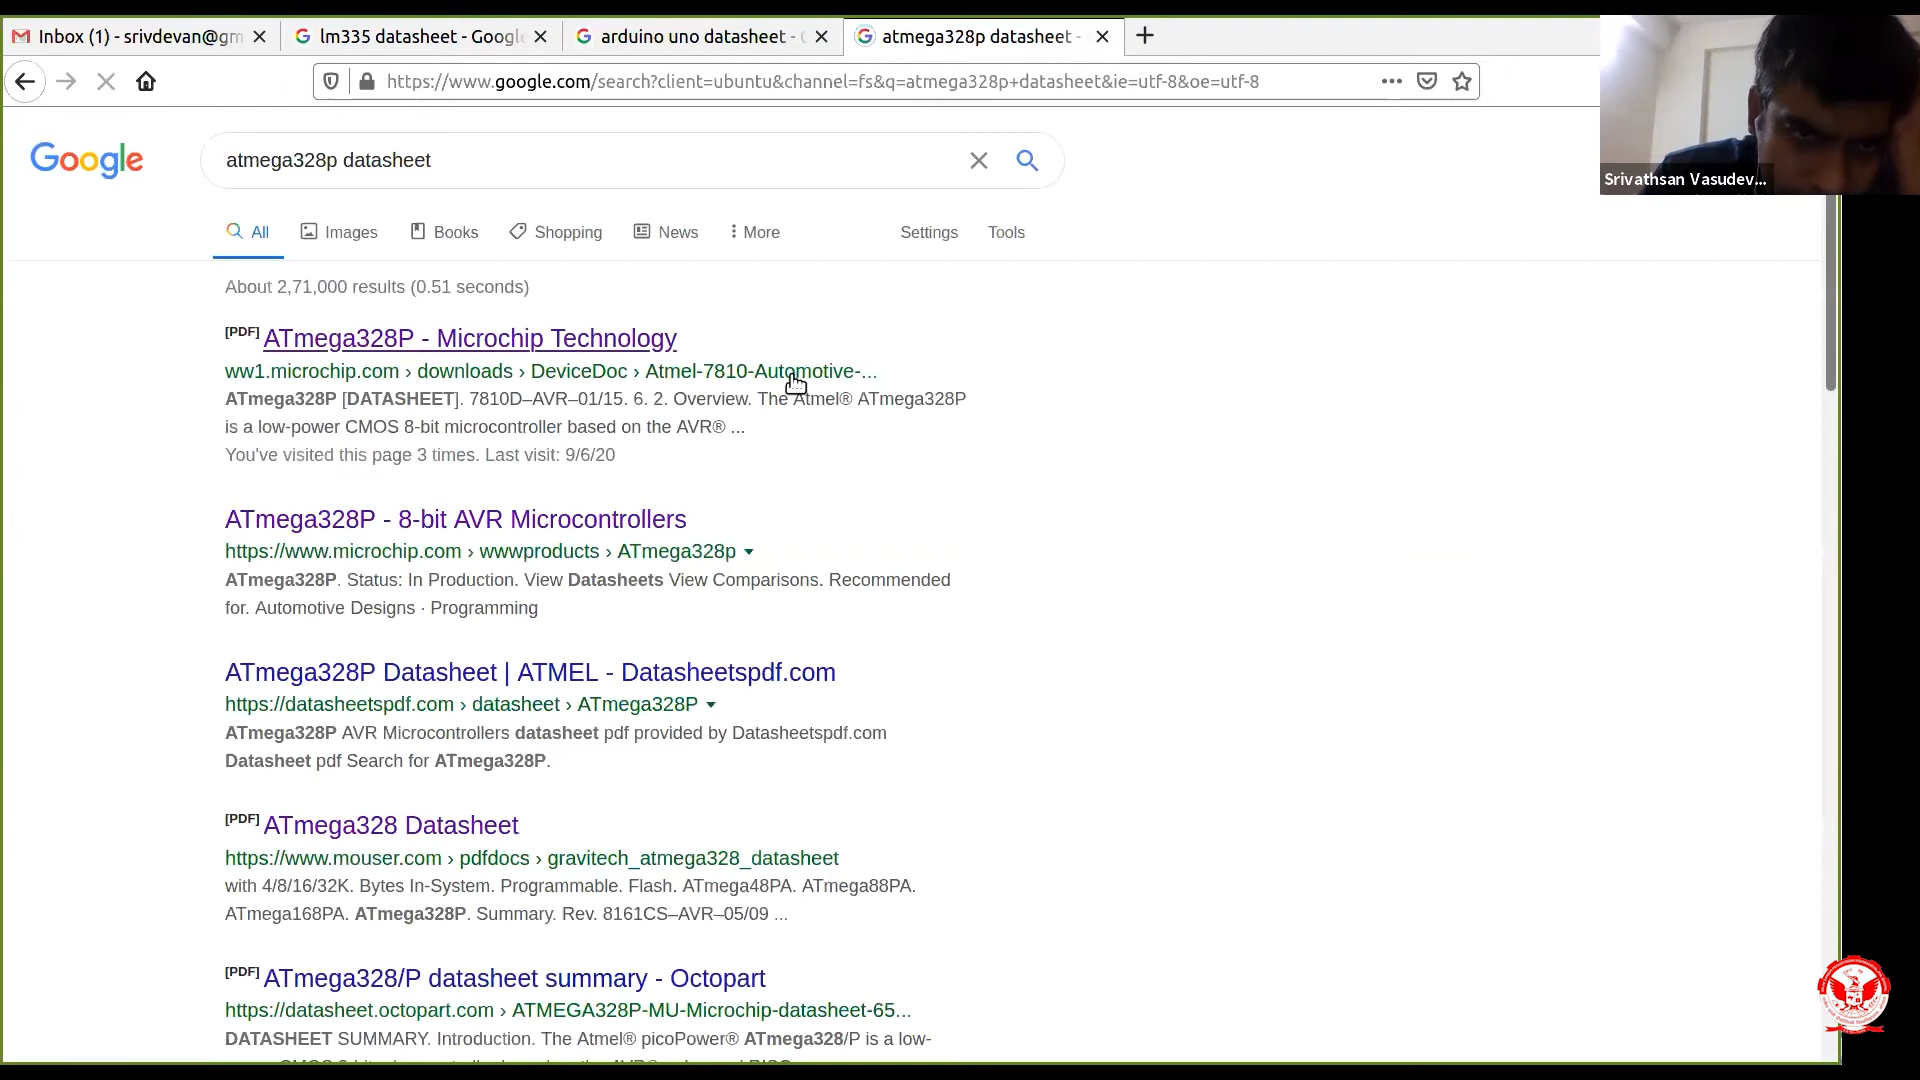 Inbox (1) - srivdevan@gm
lm335 datasheet - Google
arduino uno datasheet -
atmega328p datasheet -
https://www.google.com/search?client=ubuntu&channel=fs&q=atmega328p+datasheet&ie=utf-8&oe=utf-8
Srivathsan Vasudev...
Google
atmega328p datasheet
All Images Books Shopping News More Settings Tools
About 2,71,000 results (0.51 seconds)
[PDF] ATmega328P - Microchip Technology
ww1.microchip.com › downloads › DeviceDoc › Atmel-7810-Automotive-...
ATmega328P [DATASHEET]. 7810D–AVR–01/15. 6. 2. Overview. The Atmel® ATmega328P
is a low-power CMOS 8-bit microcontroller based on the AVR® ...
You've visited this page 3 times. Last visit: 9/6/20
ATmega328P - 8-bit AVR Microcontrollers
https://www.microchip.com › wwwproducts › ATmega328p
ATmega328P. Status: In Production. View Datasheets View Comparisons. Recommended
for. Automotive Designs · Programming
ATmega328P Datasheet | ATMEL - Datasheetspdf.com
https://datasheetspdf.com › datasheet › ATmega328P
ATmega328P AVR Microcontrollers datasheet pdf provided by Datasheetspdf.com
Datasheet pdf Search for ATmega328P.
[PDF] ATmega328 Datasheet
https://www.mouser.com › pdfdocs › gravitech_atmega328_datasheet
with 4/8/16/32K. Bytes In-System. Programmable. Flash. ATmega48PA. ATmega88PA.
ATmega168PA. ATmega328P. Summary. Rev. 8161CS–AVR–05/09 ...
[PDF] ATmega328/P datasheet summary - Octopart
https://datasheet.octopart.com › ATMEGA328P-MU-Microchip-datasheet-65...
DATASHEET SUMMARY. Introduction. The Atmel® picoPower® ATmega328/P is a low-